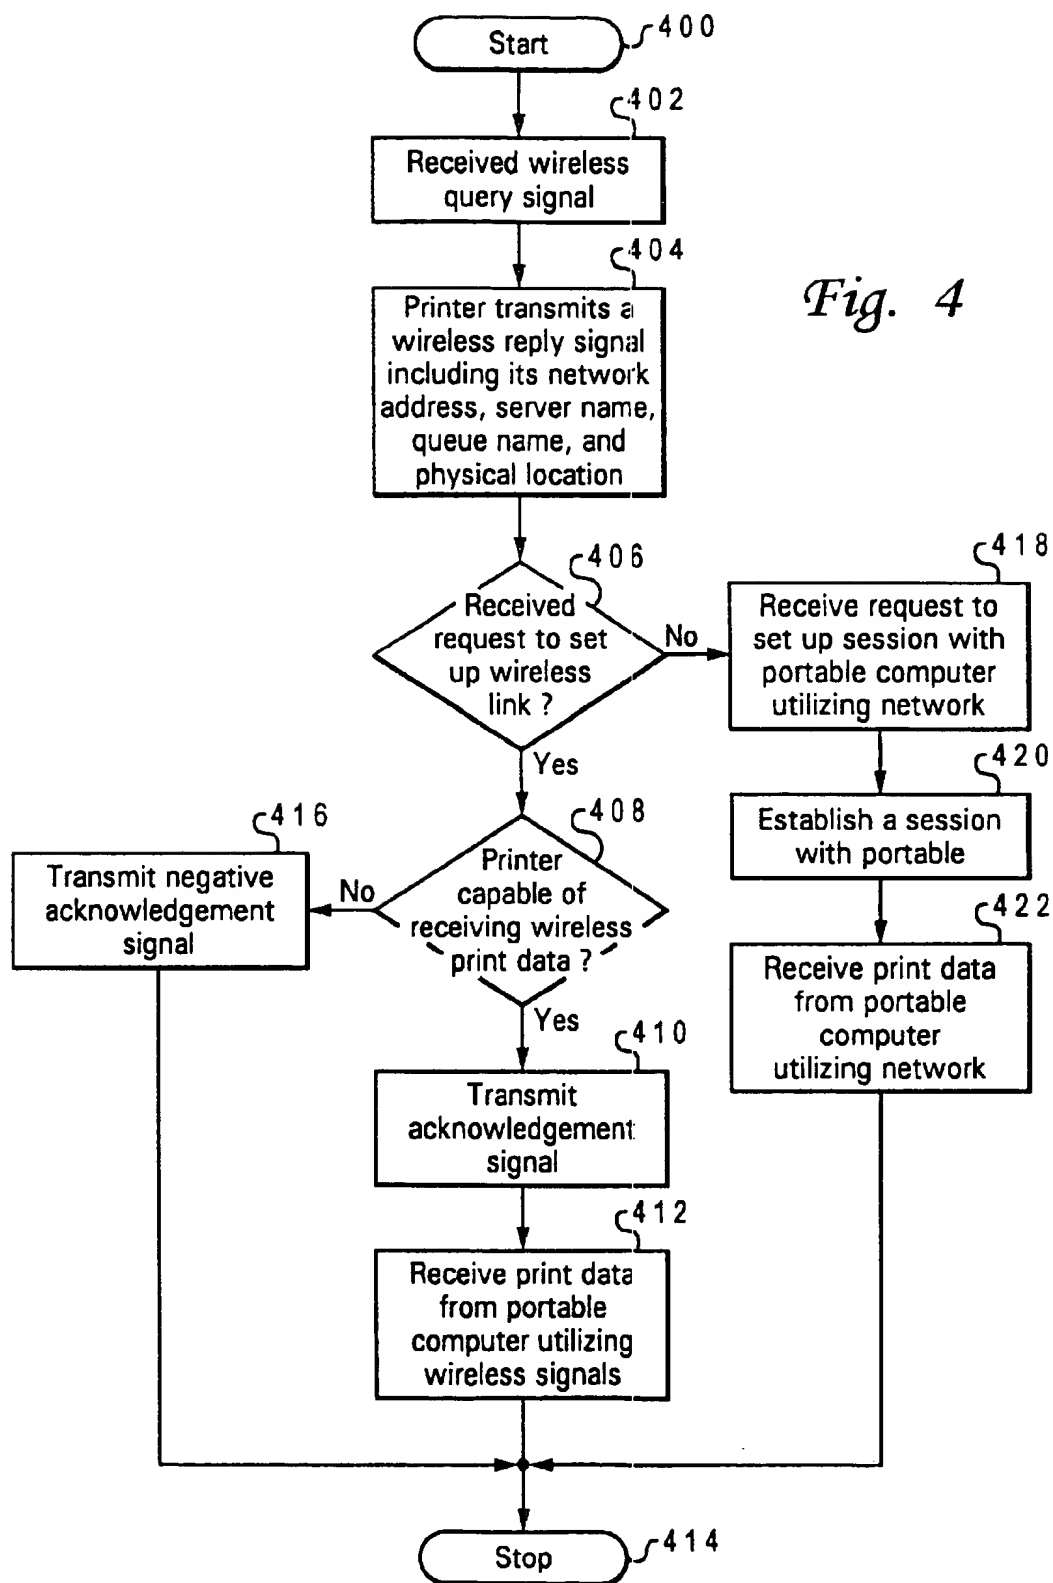 Start
400
402
Received wireless
query signal
404
Printer transmits a
wireless reply signal
including its network
address, server name,
queue name, and
physical location
Fig. 4
406
Received
request to set
up wireless
link ?
No
Yes
418
Receive request to
set up session with
portable computer
utilizing network
420
Establish a session
with portable
422
Receive print data
from portable
computer
utilizing network
408
Printer
capable of
receiving wireless
print data ?
No
Yes
416
Transmit negative
acknowledgement
signal
410
Transmit
acknowledgement
signal
412
Receive print data
from portable
computer utilizing
wireless signals
Stop
414